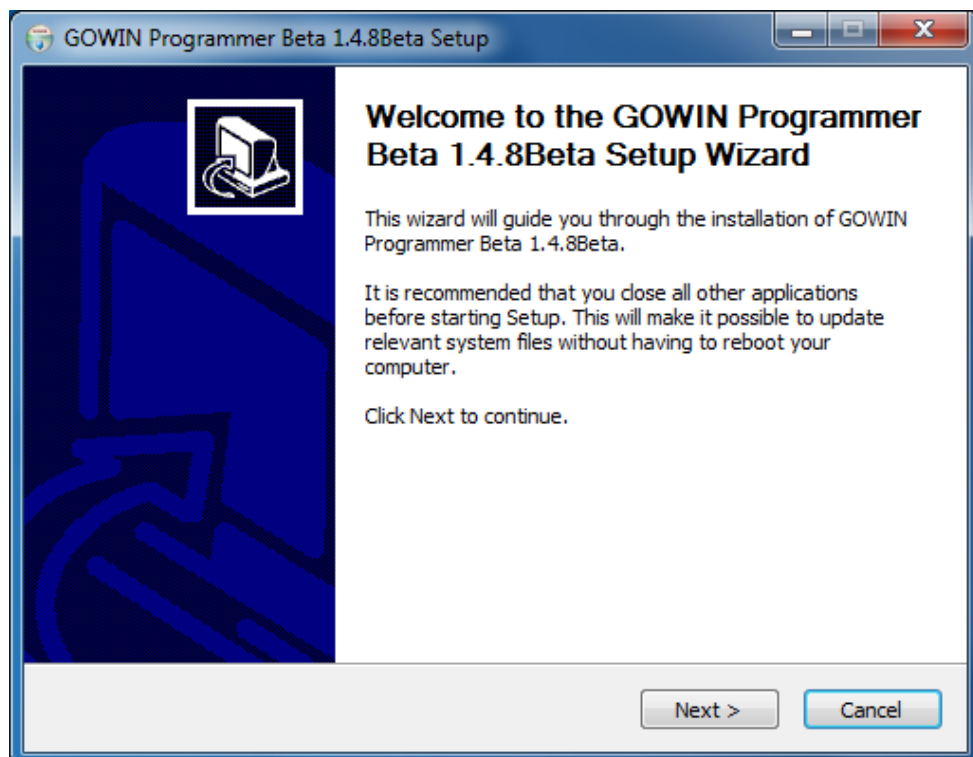 GOWIN Programmer Beta 1.4.8Beta Setup
Welcome to the GOWIN Programmer
Beta 1.4.8Beta Setup Wizard
This wizard will guide you through the installation of GOWIN
Programmer Beta 1.4.8Beta.
It is recommended that you close all other applications
before starting Setup. This will make it possible to update
relevant system files without having to reboot your
computer.
Click Next to continue.
Next >
Cancel